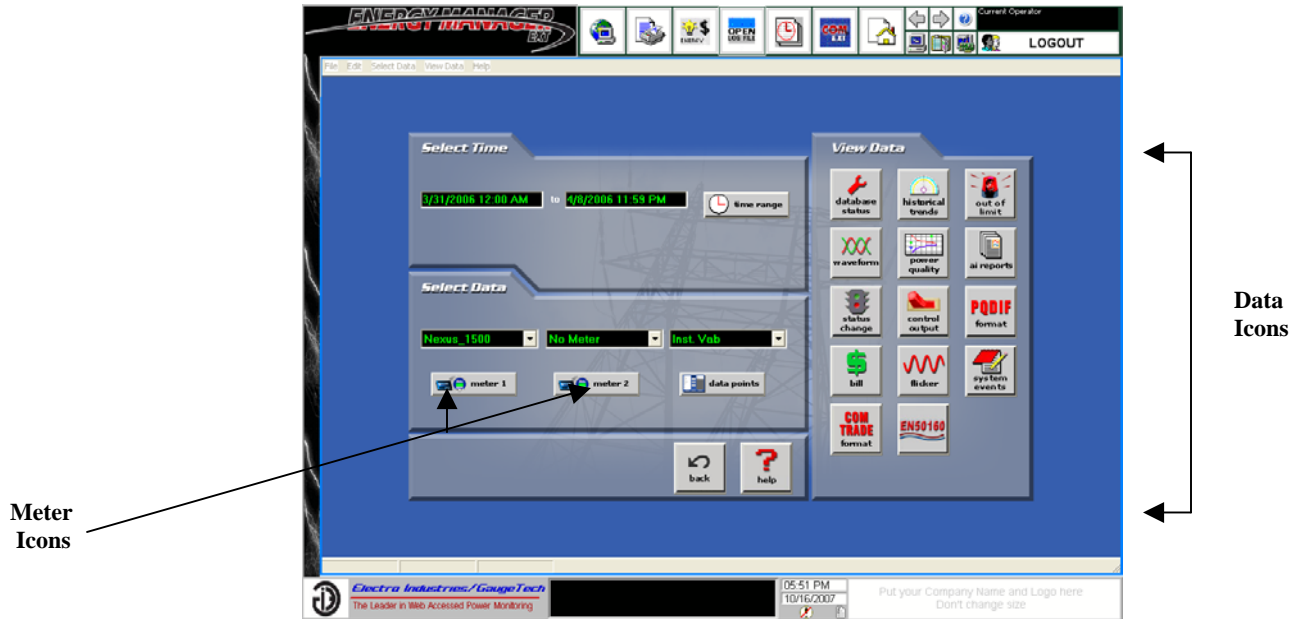 ENERGY MANAGER
EXT
ENERGY
OPEN
LOG FILE
COM
EXT
Current Operator
LOGOUT
File Edit Select Data View Data Help
Select Time
3/31/2006 12:00 AM to 4/8/2006 11:59 PM time range
Select Data
Nexus_1500 No Meter Inst. Vab
meter 1 meter 2 data points
back help
View Data
database status
historical trends
out of limit
waveform
power quality
ai reports
status change
control output
PQDIF format
bill
flicker
system events
COM TRADE format
EN50160
Data
Icons
Meter
Icons
Electro Industries/GaugeTech
The Leader in Web Accessed Power Monitoring
05:51 PM
10/16/2007
Put your Company Name and Logo here
Don't change size